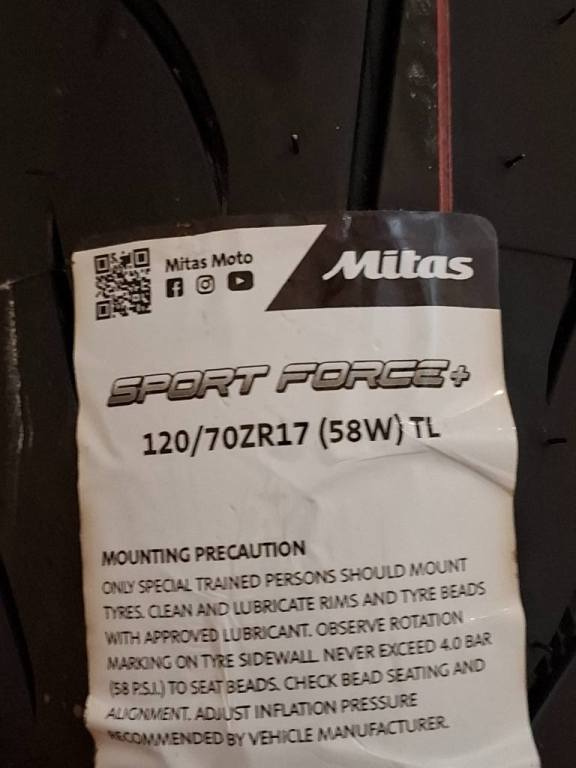 Mitas Moto
Mitas
SPORT FORCE+
120/70ZR17 (58W) TL
MOUNTING PRECAUTION
ONLY SPECIAL TRAINED PERSONS SHOULD MOUNT
TYRES. CLEAN AND LUBRICATE RIMS AND TYRE BEADS
WITH APPROVED LUBRICANT. OBSERVE ROTATION
MARKING ON TYRE SIDEWALL. NEVER EXCEED 4.0 BAR
(58 P.S.I.) TO SEAT BEADS. CHECK BEAD SEATING AND
ALIGNMENT. ADJUST INFLATION PRESSURE
RECOMMENDED BY VEHICLE MANUFACTURER.